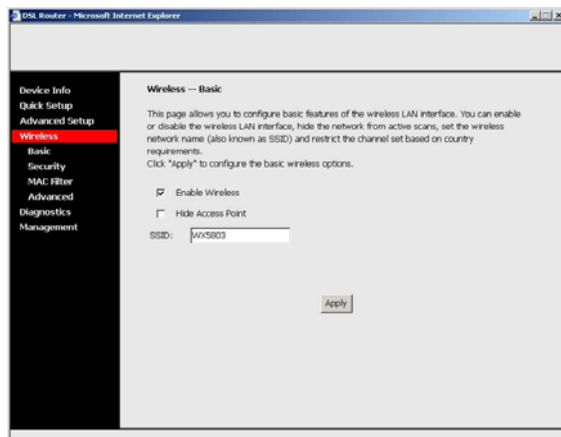 DSL Router - Microsoft Internet Explorer
Device Info
Quick Setup
Advanced Setup
Wireless
Basic
Security
MAC Filter
Advanced
Diagnostics
Management
Wireless -- Basic
This page allows you to configure basic features of the wireless LAN interface. You can enable
or disable the wireless LAN interface, hide the network from active scans, set the wireless
network name (also known as SSID) and restrict the channel set based on country
requirements.
Click "Apply" to configure the basic wireless options.
Enable Wireless
Hide Access Point
SSID: WX5803
Apply